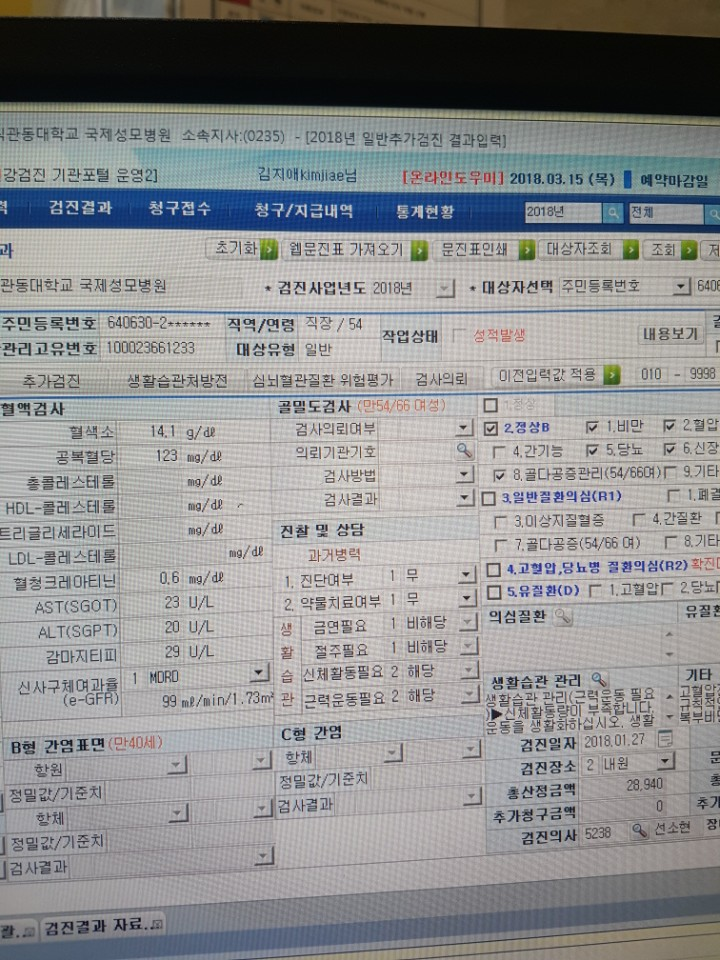 관동대학교 국제성모병원 소속지사:(0235) - [2018년 일반추가검진 결과입력]
강검진 기관포털 운영2] 김지애kimjiae님 [온라인도우미] 2018.03.15 (목) 예약마감일
력 검진결과 청구접수 청구/지급내역 통계현황 2018년 전체
과 초기화 웹문진표 가져오기 문진표인쇄 대상자조회 조회 저
관동대학교 국제성모병원 * 검진사업년도 2018년 * 대상자선택 주민등록번호 6406
주민등록번호 640630-2****** 직역/연령 직장 / 54 작업상태 성적발생 내용보기
관리고유번호 100023661233 대상유형 일반
추가검진 생활습관처방전 심뇌혈관질환 위험평가 검사의뢰 이전입력값 적용 010 - 9998
혈액검사
혈색소 14.1 g/dℓ
공복혈당 123 mg/dℓ
총콜레스테롤 mg/dℓ
HDL-콜레스테롤 mg/dℓ
트리글리세라이드 mg/dℓ
LDL-콜레스테롤 mg/dℓ
혈청크레아티닌 0.6 mg/dℓ
AST(SGOT) 23 U/L
ALT(SGPT) 20 U/L
감마지티피 29 U/L
신사구체여과율 1 MDRD
(e-GFR) 99 mℓ/min/1.73m²
B형 간염표면 (만40세)
항원
정밀값/기준치
항체
정밀값/기준치
검사결과
골밀도검사 (만54/66 여성)
검사의뢰여부
의뢰기관기호
검사방법
검사결과
진찰 및 상담
과거병력
1. 진단여부 1 무
2. 약물치료여부 1 무
생활습관
금연필요 1 비해당
절주필요 1 비해당
신체활동필요 2 해당
근력운동필요 2 해당
C형 간염
항체
정밀값/기준치
검사결과
1.정상
2.정상B 1.비만 2.혈압
4.간기능 5.당뇨 6.신장
8.골다공증관리(54/66여) 9.기타
3.일반질환의심(R1) 1.폐결
3.이상지질혈증 4.간질환
7.골다공증(54/66 여) 8.기타
4.고혈압,당뇨병 질환의심(R2) 확진
5.유질환(D) 1.고혈압 2.당뇨
의심질환 유질환
생활습관 관리 기타
생활습관 관리(근력운동 필요
)▶신체활동량이 부족합니다.
운동을 생활화하십시오. 생활
고혈압
규칙적
복부비
검진일자 2018.01.27
검진장소 2 내원
총산정금액 28,940
추가청구금액 0 추가
검진의사 5238 선소현
괄. 검진결과 자료.